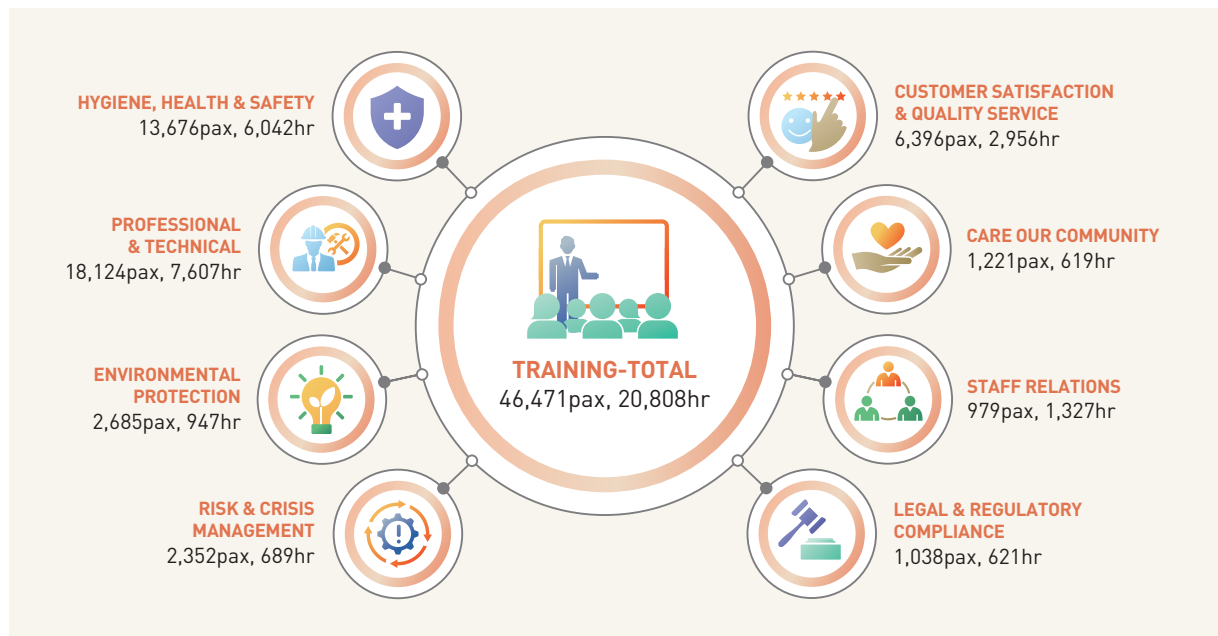 HYGIENE, HEALTH & SAFETY
13,676pax, 6,042hr
PROFESSIONAL
& TECHNICAL
18,124pax, 7,607hr
ENVIRONMENTAL
PROTECTION
2,685pax, 947hr
RISK & CRISIS
MANAGEMENT
2,352pax, 689hr
TRAINING-TOTAL
46,471pax, 20,808hr
CUSTOMER SATISFACTION
& QUALITY SERVICE
6,396pax, 2,956hr
CARE OUR COMMUNITY
1,221pax, 619hr
STAFF RELATIONS
979pax, 1,327hr
LEGAL & REGULATORY
COMPLIANCE
1,038pax, 621hr